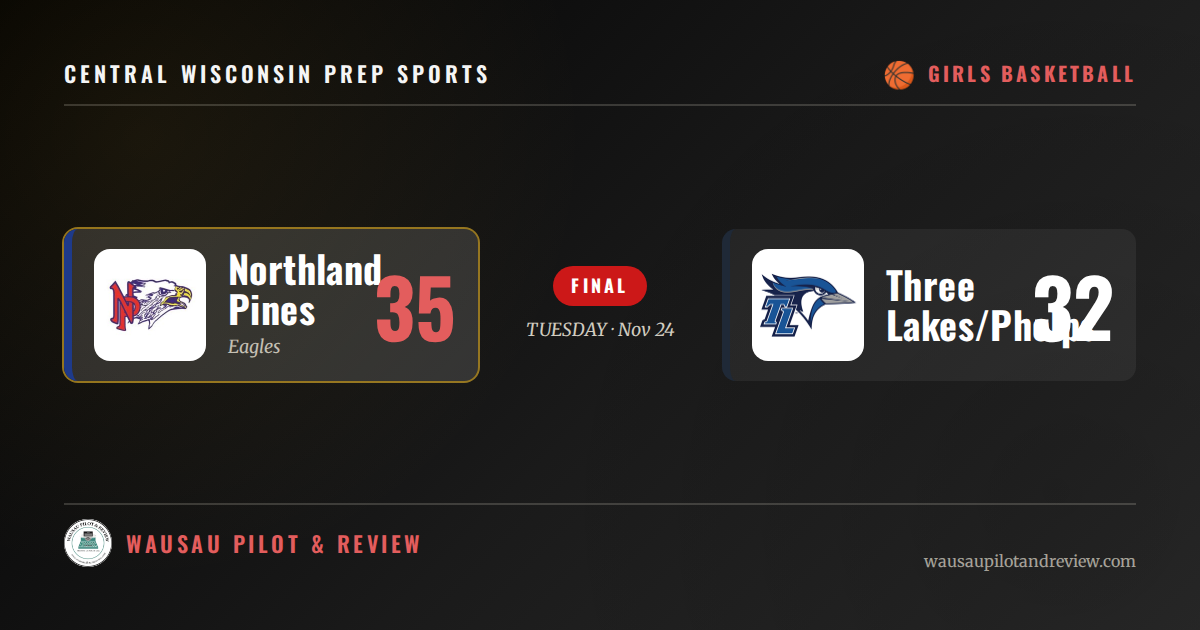 CENTRAL WISCONSIN PREP SPORTS
GIRLS BASKETBALL
Northland
Pines
Eagles
35
FINAL
TUESDAY · Nov 24
TL
Three
32
WAUSAU PILOT & REVIEW
wausaupilotandreview.com